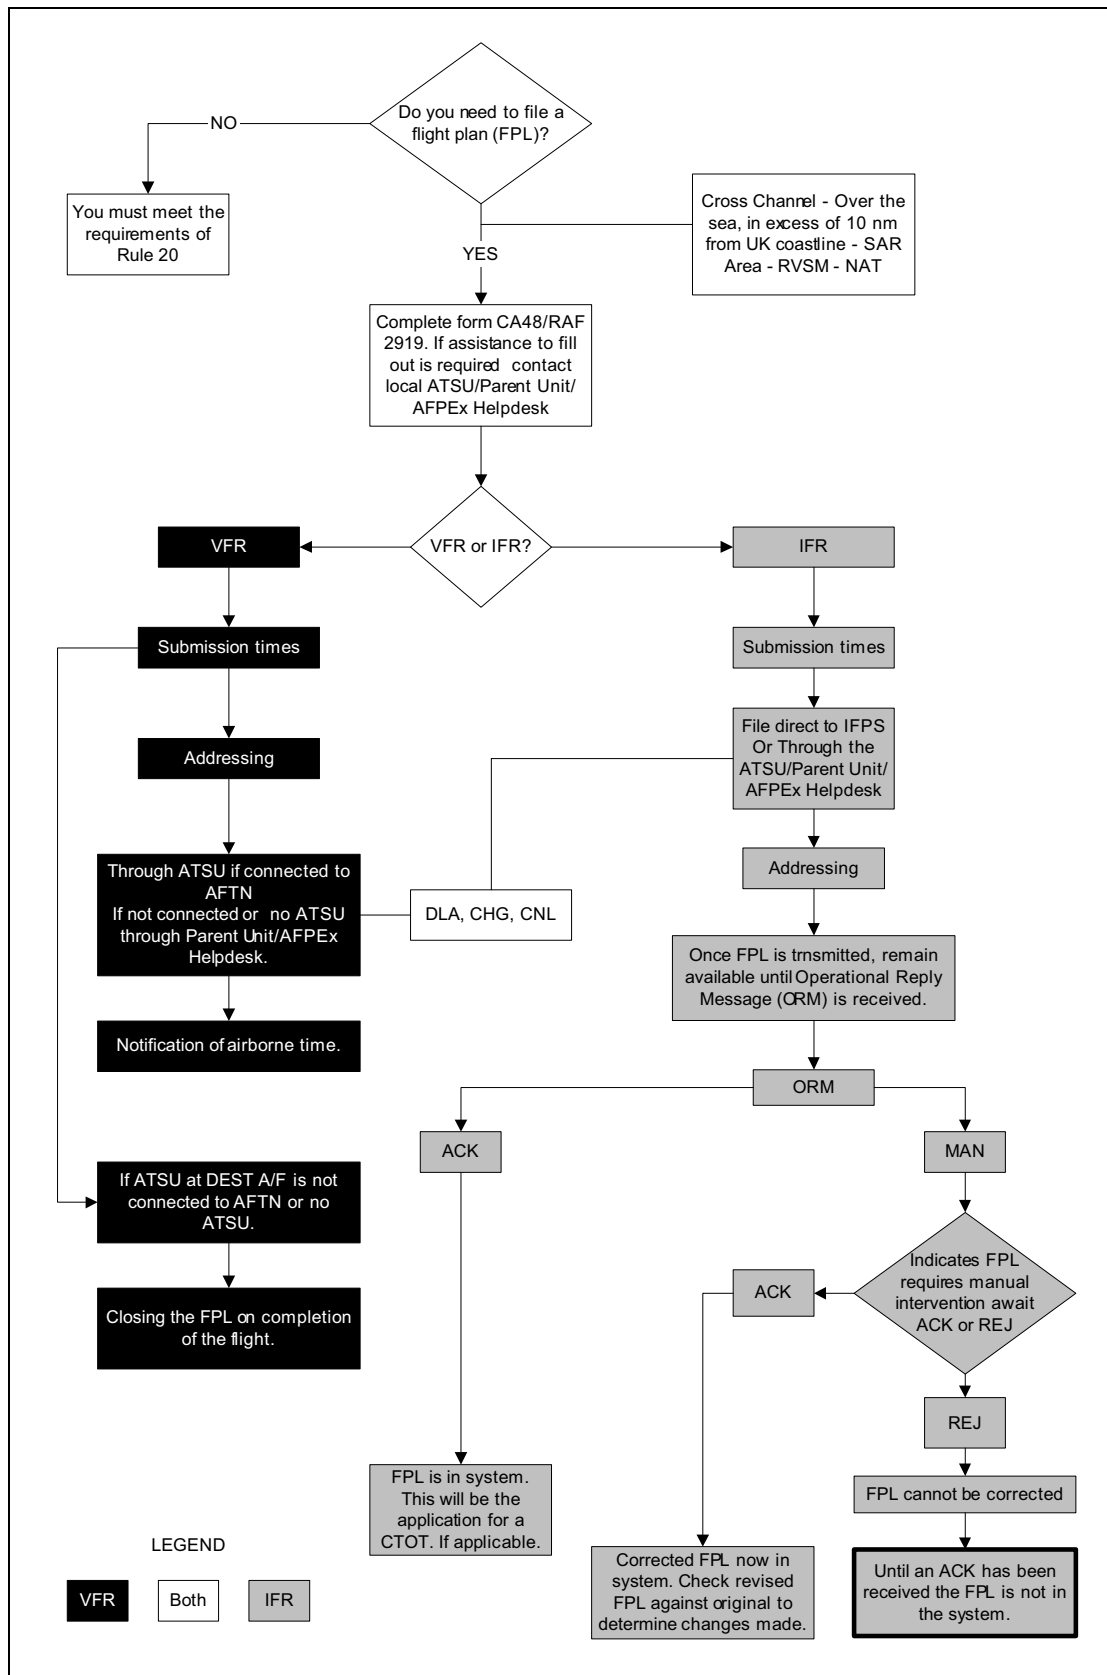 Do you need to file a
flight plan (FPL)?
NO
You must meet the
requirements of
Rule 20
Cross Channel - Over the
sea, in excess of 10 nm
from UK coastline - SAR
Area - RVSM - NAT
YES
Complete form CA48/RAF
2919. If assistance to fill
out is required contact
local ATSU/Parent Unit/
AFPEx Helpdesk
VFR or IFR?
VFR
IFR
Submission times
Submission times
Addressing
File direct to IFPS
Or Through the
ATSU/Parent Unit/
AFPEx Helpdesk
Through ATSU if connected to
AFTN
If not connected or no ATSU
through Parent Unit/AFPEx
Helpdesk.
DLA, CHG, CNL
Addressing
Once FPL is trnsmitted, remain
available until Operational Reply
Message (ORM) is received.
Notification of airborne time.
ORM
ACK
MAN
If ATSU at DEST A/F is not
connected to AFTN or no
ATSU.
Closing the FPL on completion
of the flight.
Indicates FPL
requires manual
intervention await
ACK or REJ
ACK
REJ
FPL is in system.
This will be the
application for a
CTOT. If applicable.
FPL cannot be corrected
Corrected FPL now in
system. Check revised
FPL against original to
determine changes made.
Until an ACK has been
received the FPL is not in
the system.
LEGEND
VFR
Both
IFR